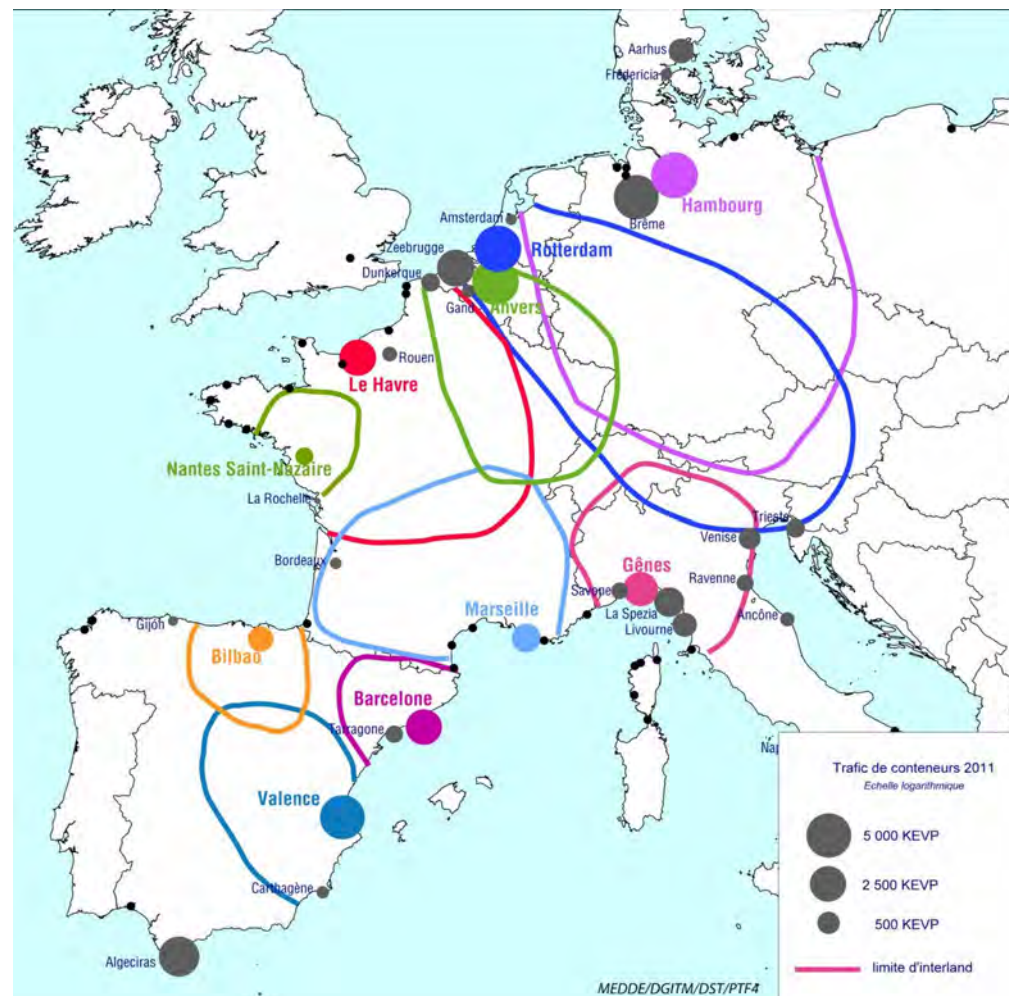 Aarhus
Fredericia
Hambourg
Brême
Amsterdam
Zeebrugge
Rotterdam
Dunkerque
Anvers
Gand
Rouen
Le Havre
Nantes Saint-Nazaire
La Rochelle
Bordeaux
Trieste
Venise
Gênes
Ravenne
Savone
La Spezia
Livourne
Ancône
Marseille
Gijón
Bilbao
Barcelone
Tarragone
Nap
Valence
Carthagène
Algeciras
Trafic de conteneurs 2011
Echelle logarithmique
5 000 KEVP
2 500 KEVP
500 KEVP
limite d'interland
MEDDE/DGITM/DST/PTF4